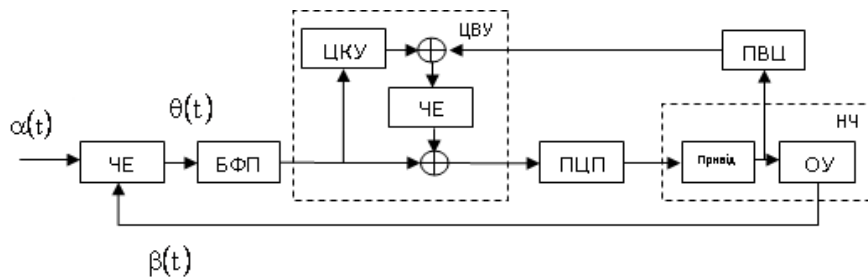 ЦКУ
ЦВУ
ПВЦ
ЧЕ
НЧ
α(t)
θ(t)
ЧЕ
БФП
ПЦП
Привід
ОУ
β(t)